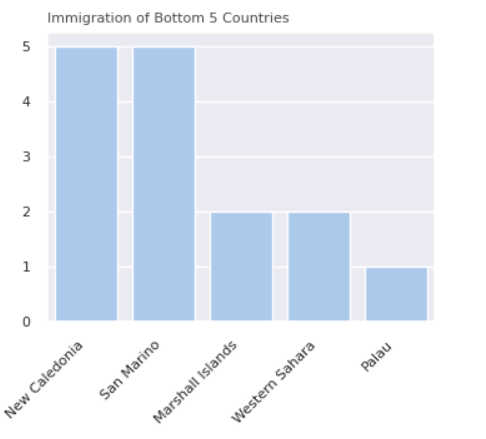 Immigration of Bottom 5 Countries
5
4
3
2
1
0
New Caledonia
San Marino
Marshall Islands
Western Sahara
Palau